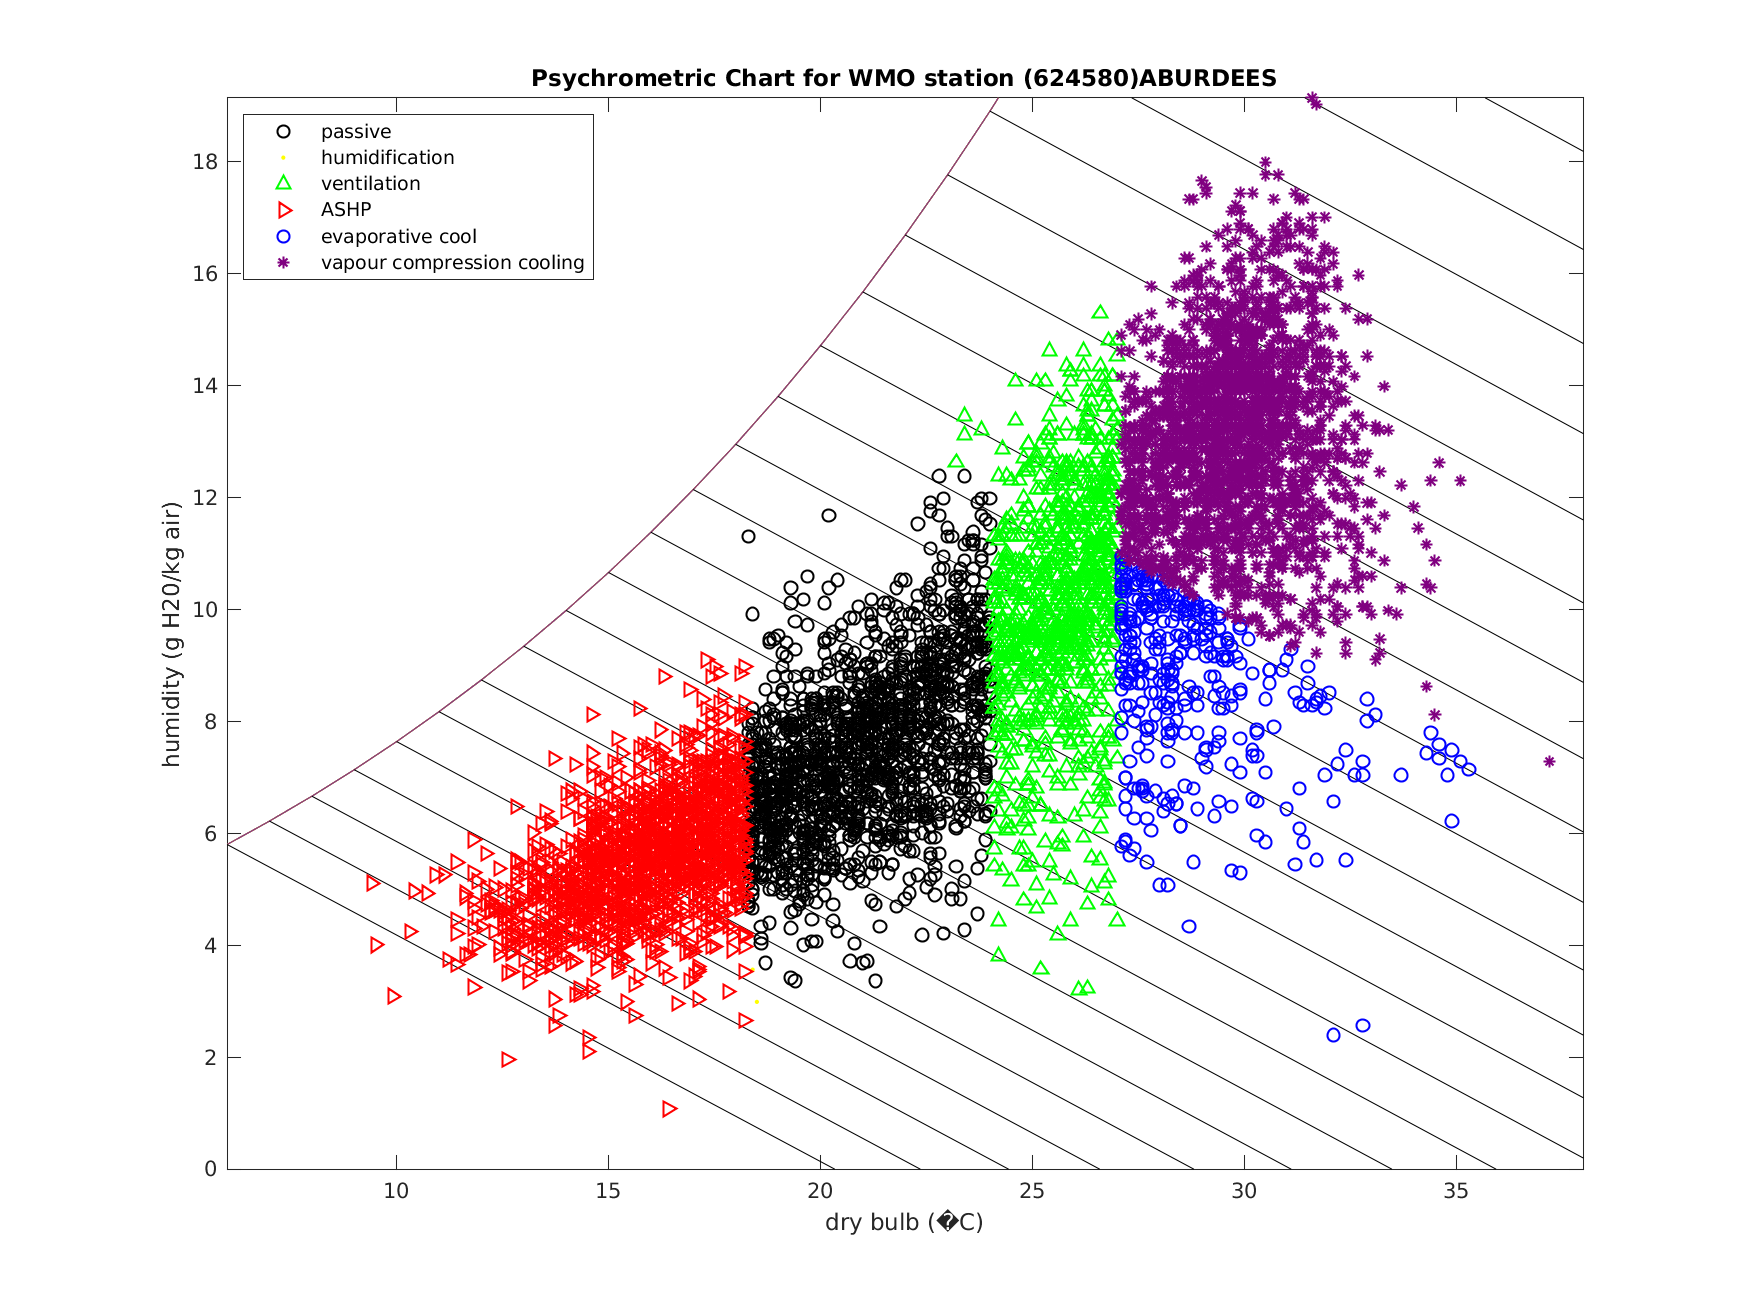 Psychrometric Chart for WMO station (624580)ABURDEES
passive
humidification
ventilation
ASHP
evaporative cool
vapour compression cooling
humidity (g H20/kg air)
18
16
14
12
10
8
6
4
2
0
10 15 20 25 30 35
dry bulb (�C)